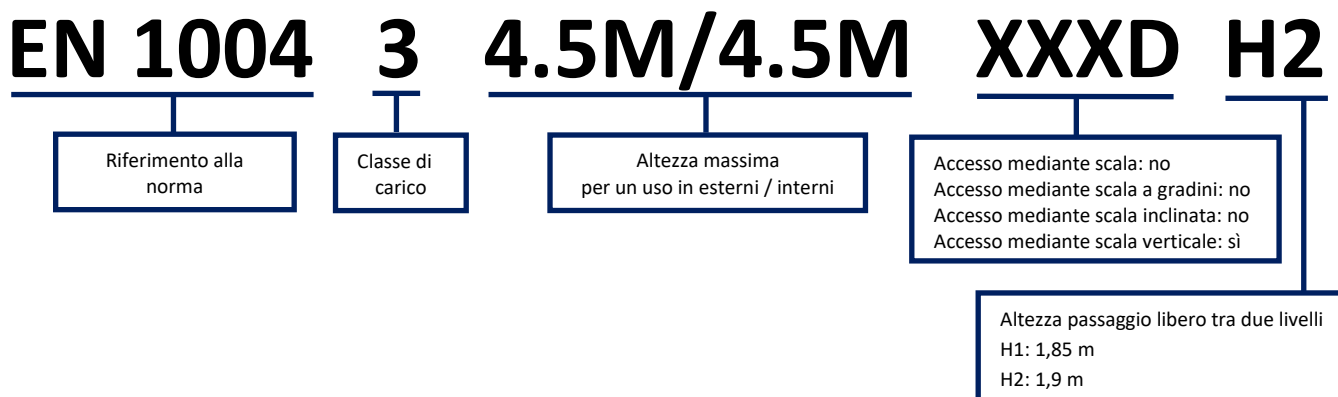 EN 1004 3 4.5M/4.5M XXXD H2
Riferimento alla
norma
Classe di
carico
Altezza massima
per un uso in esterni / interni
Accesso mediante scala: no
Accesso mediante scala a gradini: no
Accesso mediante scala inclinata: no
Accesso mediante scala verticale: sì
Altezza passaggio libero tra due livelli
H1: 1,85 m
H2: 1,9 m